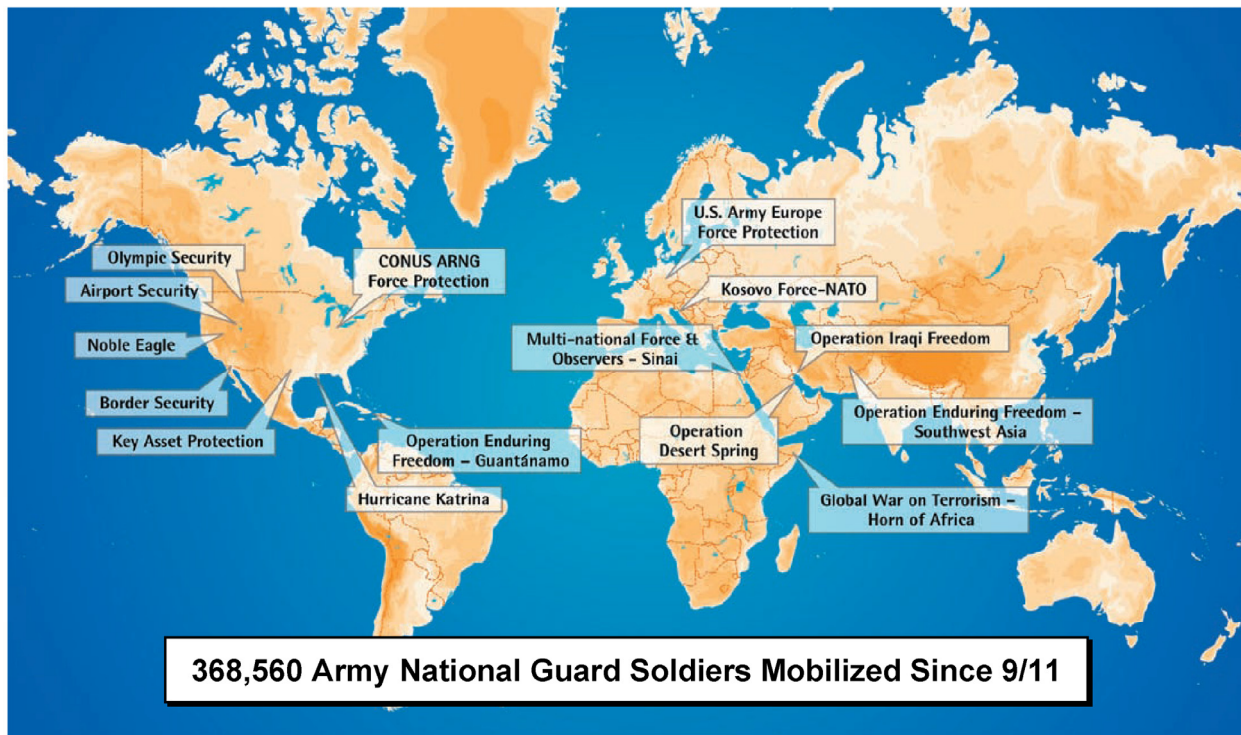 Olympic Security
Airport Security
Noble Eagle
Border Security
Key Asset Protection
CONUS ARNG
Force Protection
Operation Enduring
Freedom – Guantánamo
Hurricane Katrina
U.S. Army Europe
Force Protection
Kosovo Force-NATO
Multi-national Force &
Observers – Sinai
Operation Iraqi Freedom
Operation
Desert Spring
Operation Enduring Freedom –
Southwest Asia
Global War on Terrorism –
Horn of Africa
368,560 Army National Guard Soldiers Mobilized Since 9/11